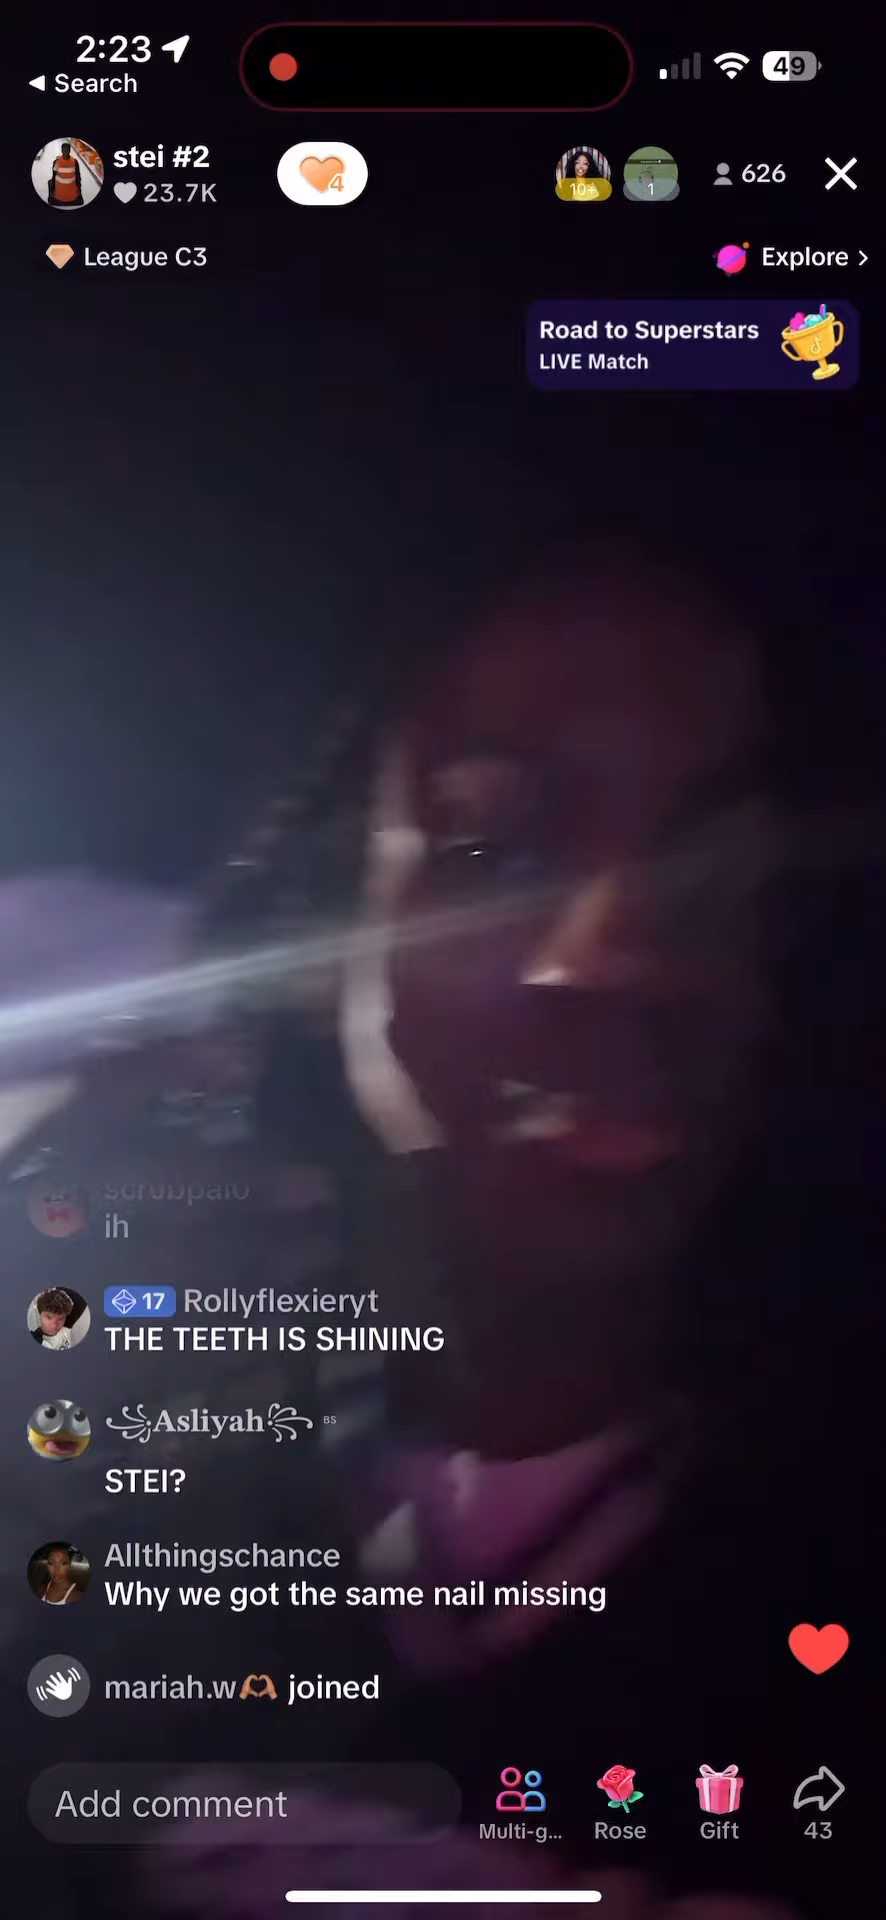 2:23
49
◀ Search
stei #2
23.7K
4
10+
1
626
League C3
Explore >
Road to Superstars
LIVE Match
scrubpal0
ih
17 Rollyflexieryt
THE TEETH IS SHINING
꧁Asliyah꧂ BS
STEI?
Allthingschance
Why we got the same nail missing
mariah.w🫶🏽 joined
Add comment
Multi-g...
Rose
Gift
43